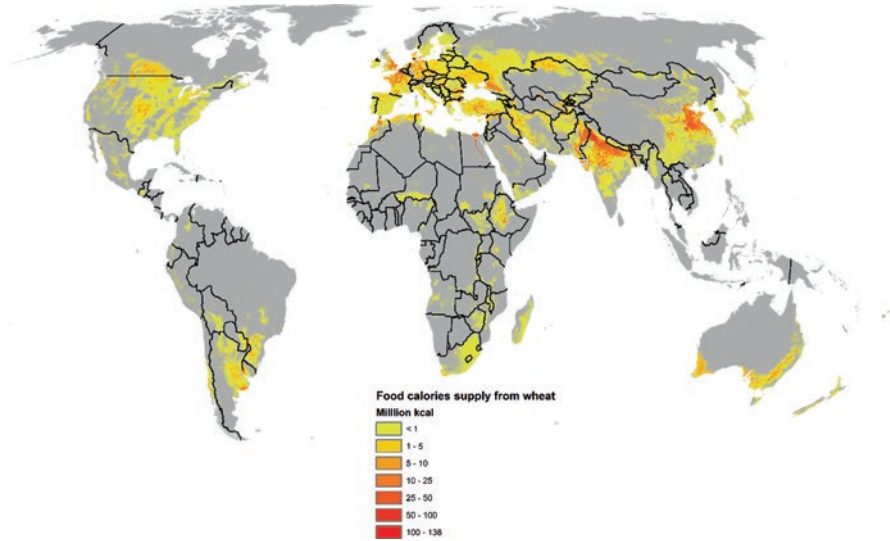 Food calories supply from wheat
Milllion kcal
< 1
1 - 5
5 - 10
10 - 25
25 - 50
50 - 100
100 - 138